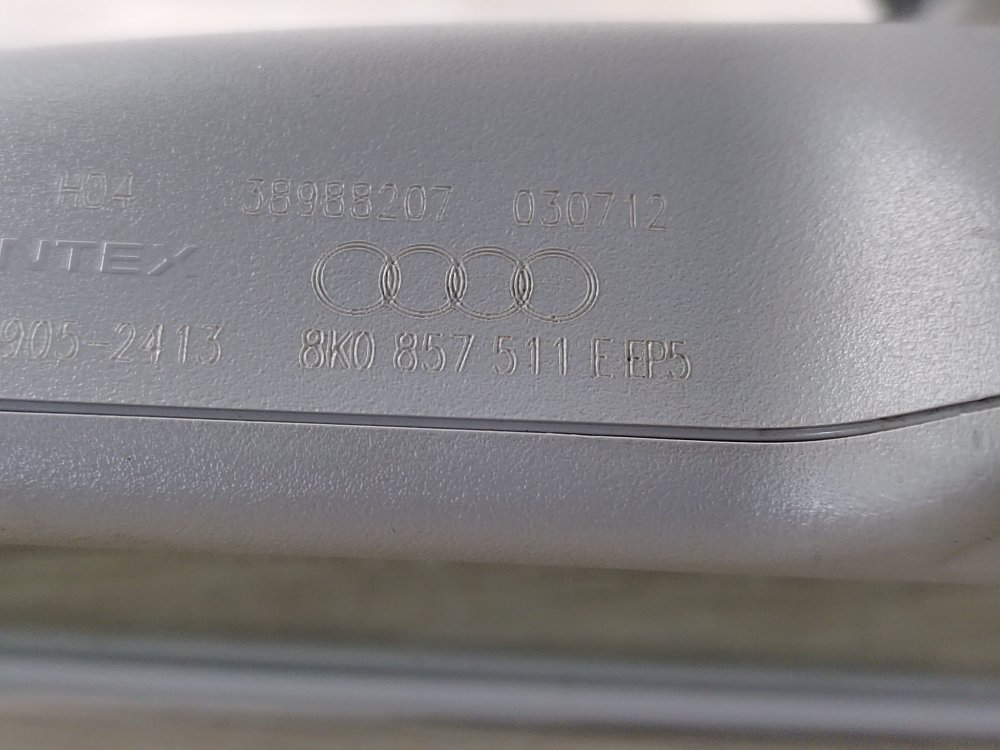 H04 38988207 030712
NTEX
905-2413 8K0 857 511 E EP5